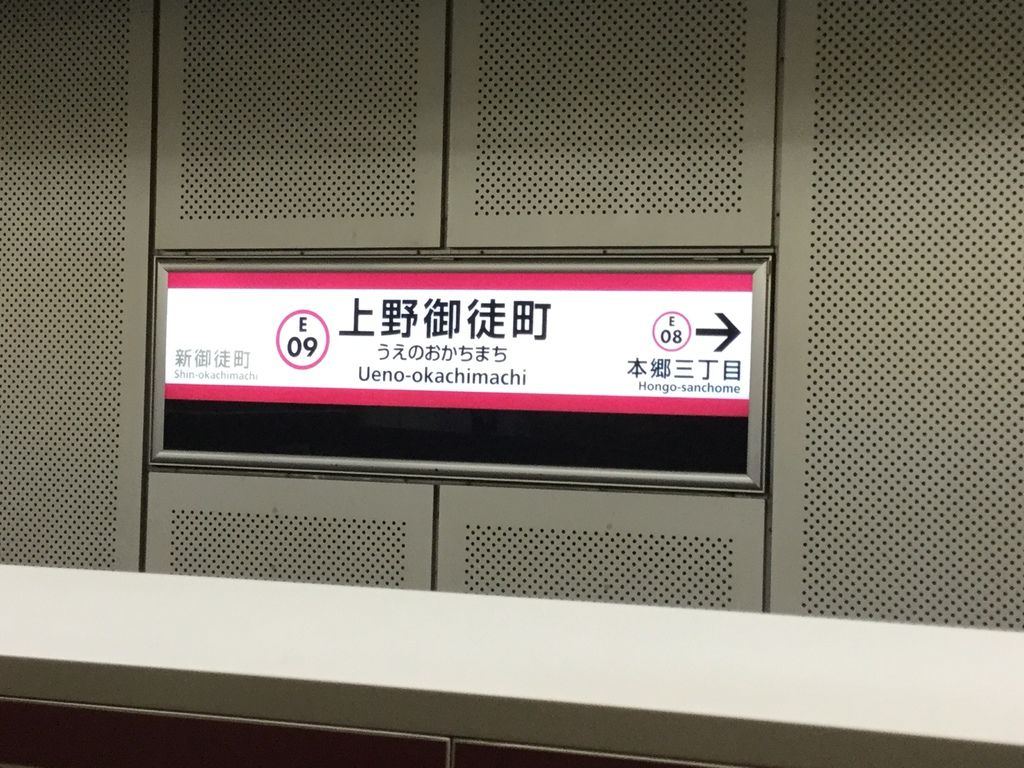 新御徒町
Shin-okachimachi
E
09
上野御徒町
うえのおかちまち
Ueno-okachimachi
E
08
→
本郷三丁目
Hongo-sanchome